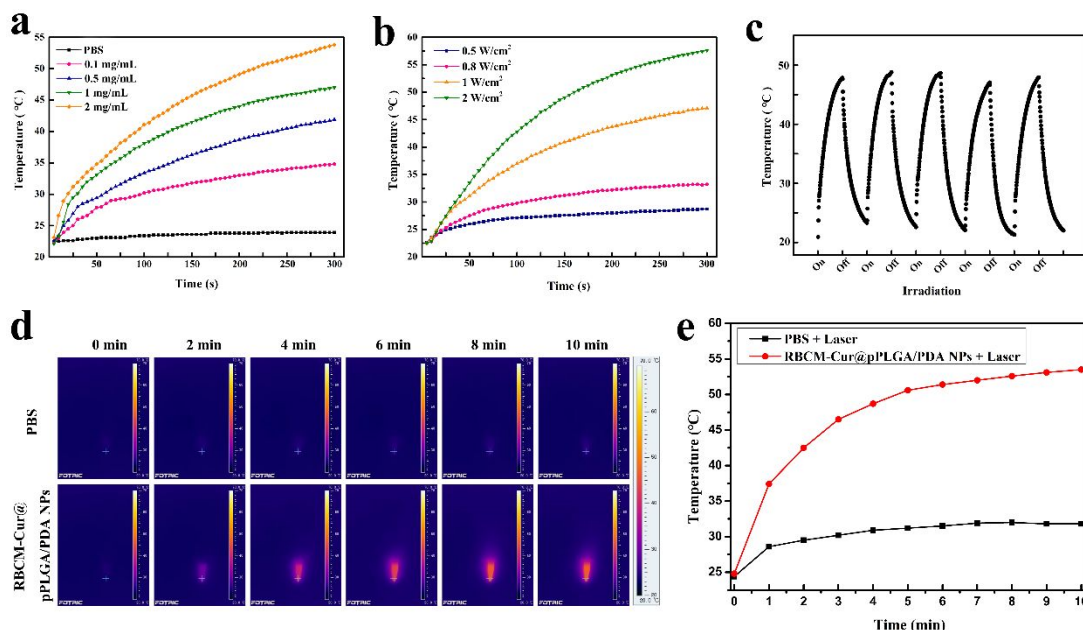 a
55
50
45
40
35
30
25
20
Temperature (°C)
PBS
0.1 mg/mL
0.5 mg/mL
1 mg/mL
2 mg/mL
50 100 150 200 250 300
Time (s)
b
60
55
50
45
40
35
30
25
20
Temperature (°C)
0.5 W/cm²
0.8 W/cm²
1 W/cm²
2 W/cm²
50 100 150 200 250 300
Time (s)
c
50
40
30
20
Temperature (°C)
On Off On Off On Off On Off On Off
Irradiation
d
0 min 2 min 4 min 6 min 8 min 10 min
PBS
FOTRIC FOTRIC FOTRIC FOTRIC FOTRIC FOTRIC
RBCM-Cur@
pPLGA/PDA NPs
FOTRIC FOTRIC FOTRIC FOTRIC FOTRIC FOTRIC
e
60
55
50
45
40
35
30
25
Temperature (°C)
PBS + Laser
RBCM-Cur@pPLGA/PDA NPs + Laser
0 1 2 3 4 5 6 7 8 9 10
Time (min)